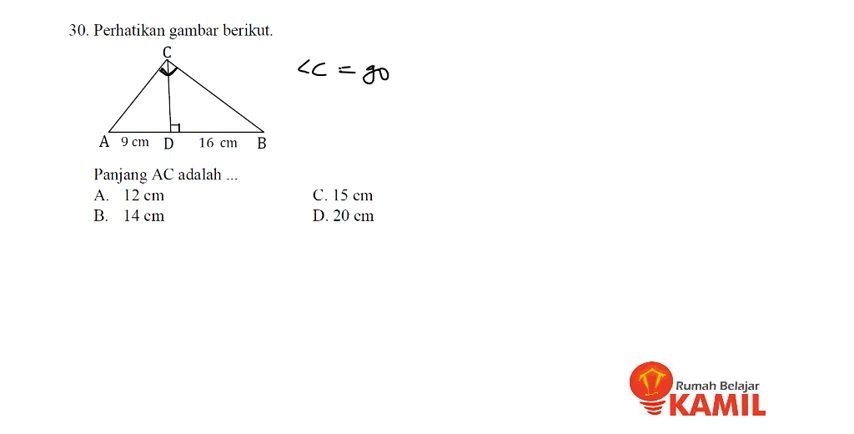 30. Perhatikan gambar berikut.
C
<C = 90
A 9 cm D 16 cm B
Panjang AC adalah ...
A. 12 cm C. 15 cm
B. 14 cm D. 20 cm
Rumah Belajar
KAMIL